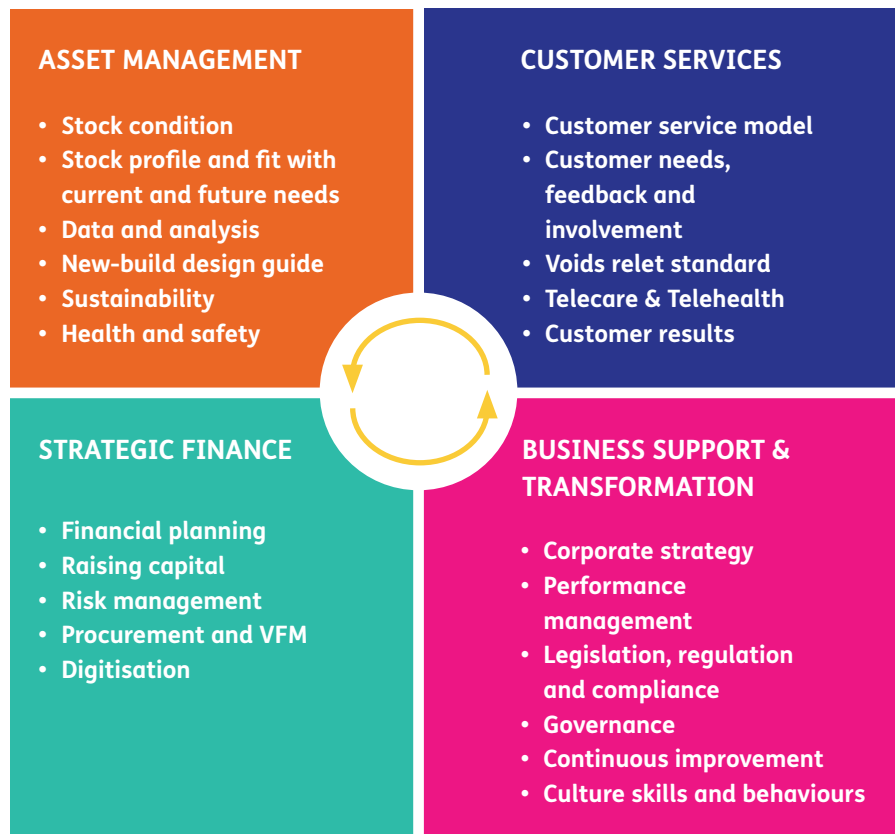 ASSET MANAGEMENT
• Stock condition
• Stock profile and fit with
current and future needs
• Data and analysis
• New-build design guide
• Sustainability
• Health and safety
CUSTOMER SERVICES
• Customer service model
• Customer needs,
feedback and
involvement
• Voids relet standard
• Telecare & Telehealth
• Customer results
STRATEGIC FINANCE
• Financial planning
• Raising capital
• Risk management
• Procurement and VFM
• Digitisation
BUSINESS SUPPORT &
TRANSFORMATION
• Corporate strategy
• Performance
management
• Legislation, regulation
and compliance
• Governance
• Continuous improvement
• Culture skills and behaviours